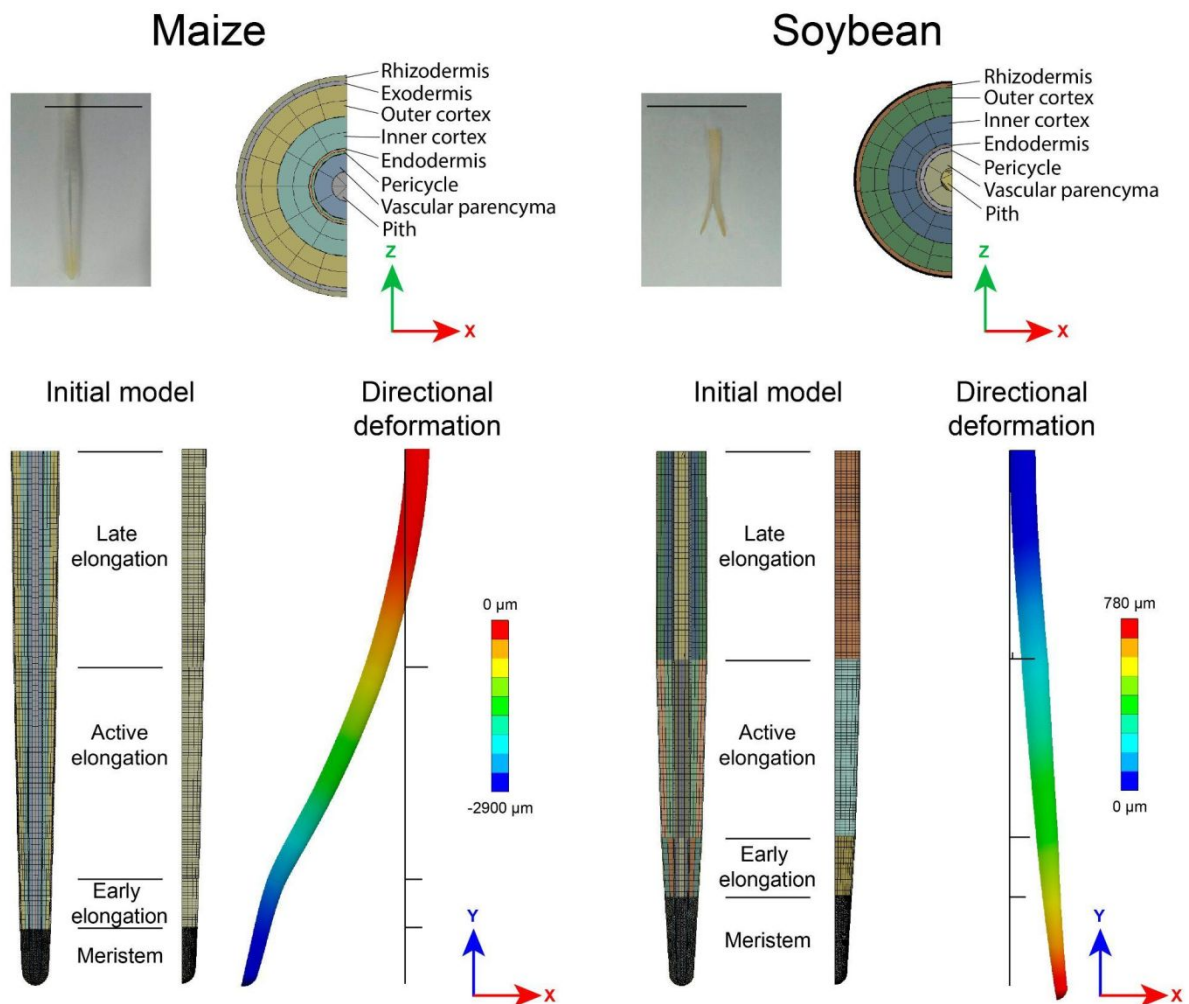 Maize
Rhizodermis
Exodermis
Outer cortex
Inner cortex
Endodermis
Pericycle
Vascular parencyma
Pith
Z
X
Initial model
Directional
deformation
Late
elongation
Active
elongation
Early
elongation
Meristem
0 µm
-2900 µm
Y
X
Soybean
Rhizodermis
Outer cortex
Inner cortex
Endodermis
Pericycle
Vascular parencyma
Pith
Z
X
Initial model
Directional
deformation
Late
elongation
Active
elongation
Early
elongation
Meristem
780 µm
0 µm
Y
X